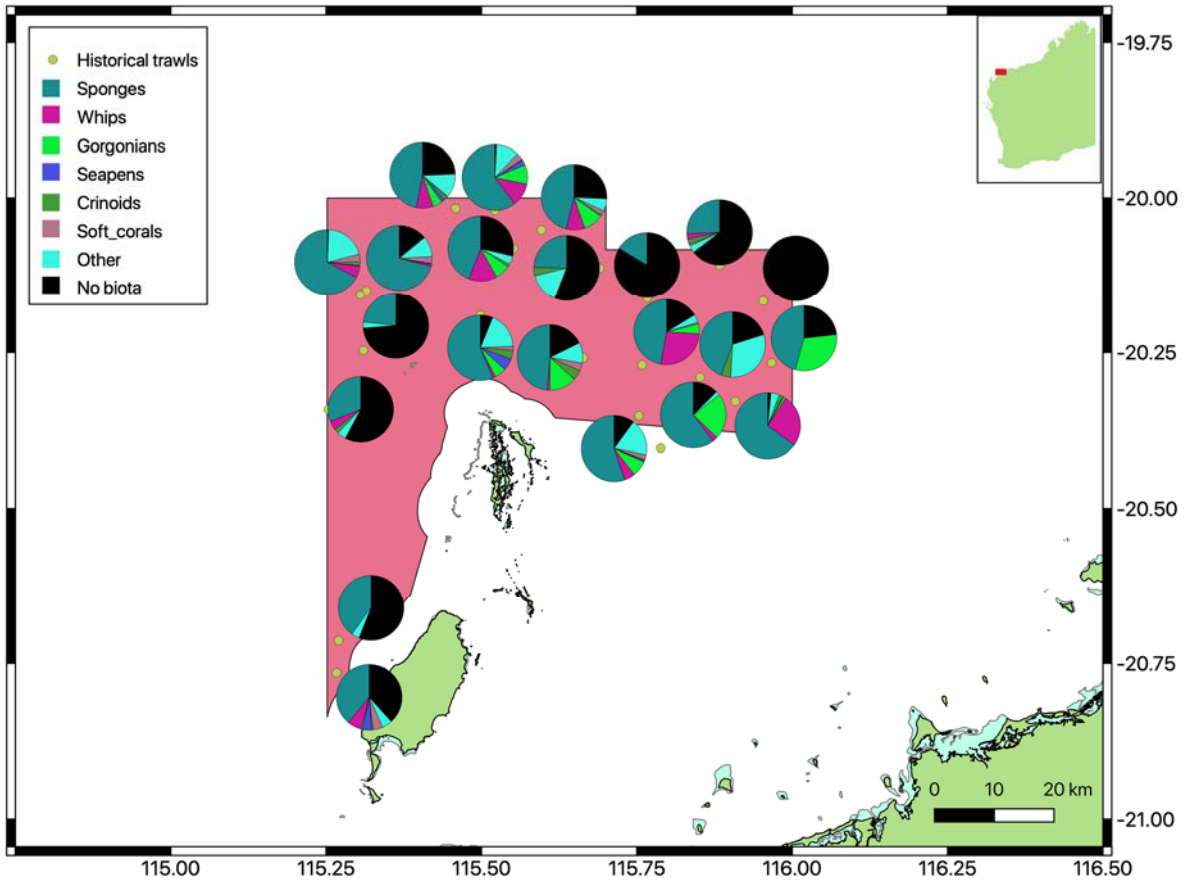 Historical trawls
Sponges
Whips
Gorgonians
Seapens
Crinoids
Soft_corals
Other
No biota
-19.75
-20.00
-20.25
-20.50
-20.75
-21.00
0 10 20 km
115.00 115.25 115.50 115.75 116.00 116.25 116.50